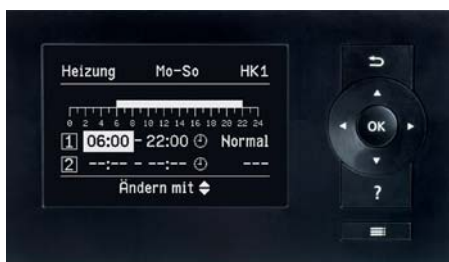 Heizung Mo-So HK1
0 2 4 6 8 10 12 14 16 18 20 22 24
1 06:00 - 22:00 Normal
2 --:-- - --:-- ---
Ändern mit
OK
?